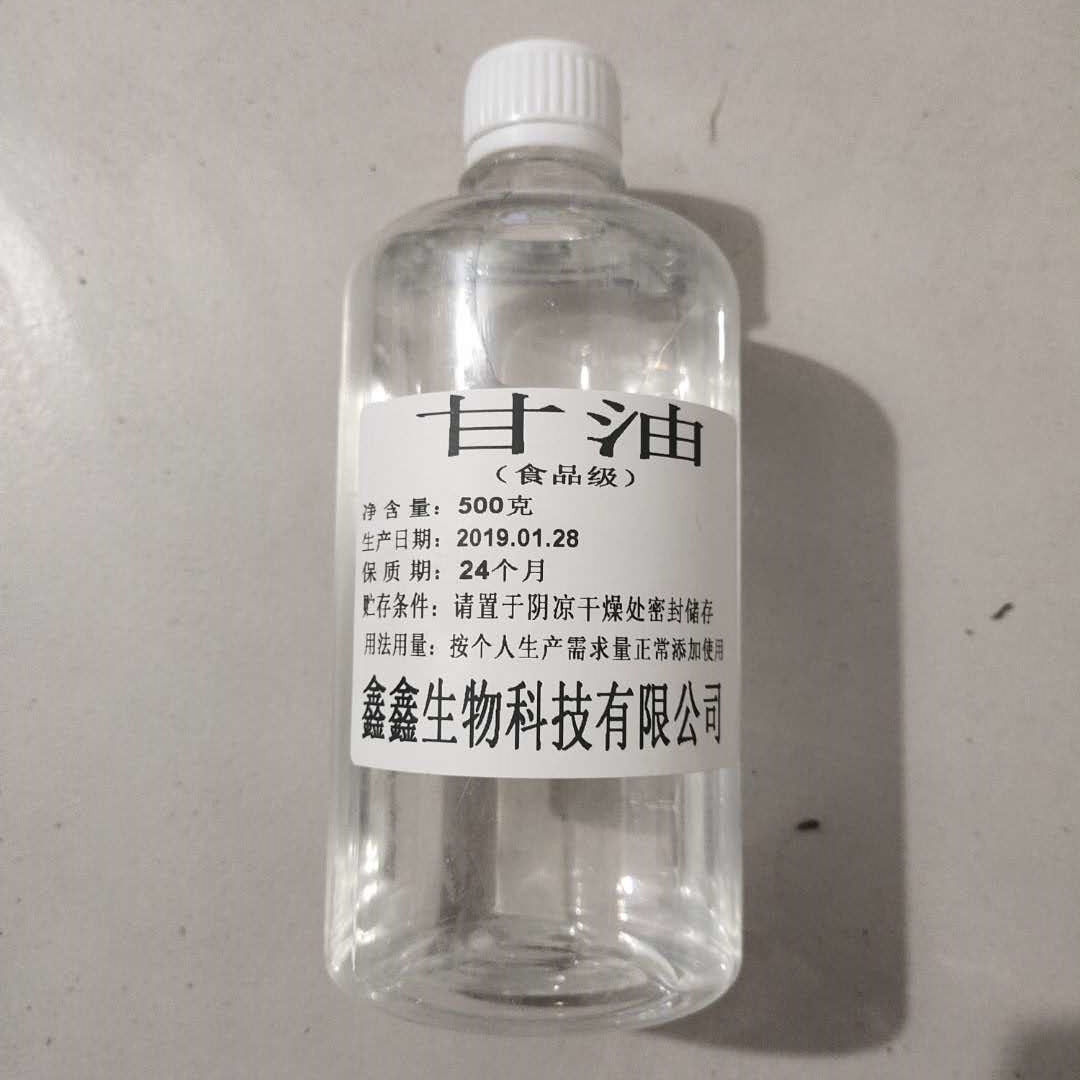 甘油
（食品级）
净含量：500克
生产日期：2019.01.28
保质期：24个月
贮存条件：请置于阴凉干燥处密封储存
用法用量：按个人生产需求量正常添加使用
鑫鑫生物科技有限公司